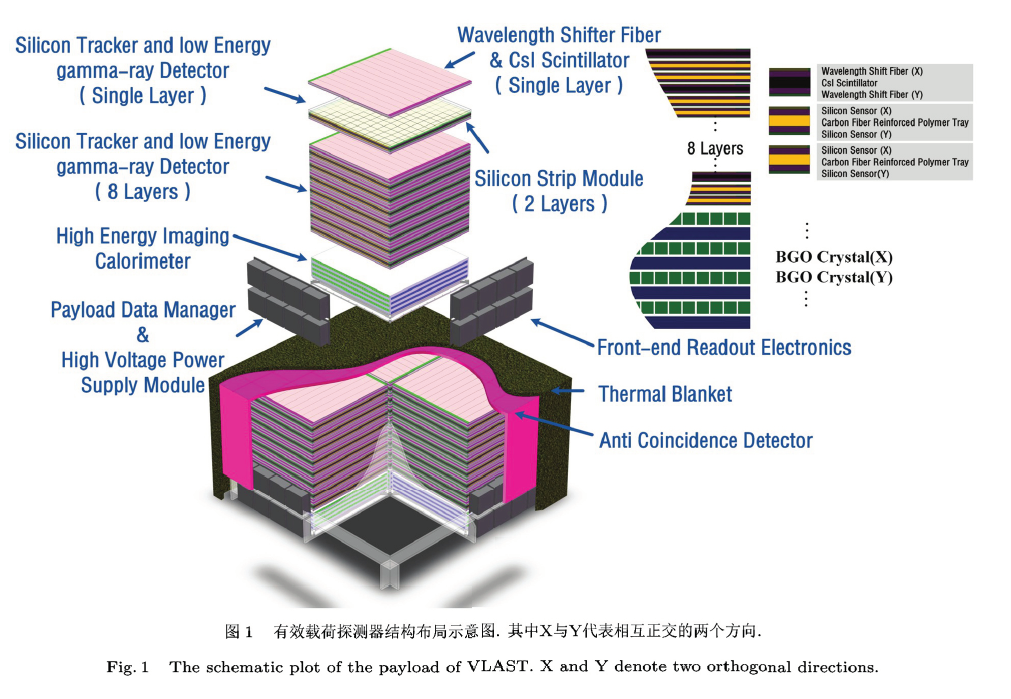 Silicon Tracker and low Energy
gamma-ray Detector
( Single Layer )
Wavelength Shifter Fiber
& CsI Scintillator
( Single Layer )
Silicon Tracker and low Energy
gamma-ray Detector
( 8 Layers )
Silicon Strip Module
( 2 Layers )
High Energy Imaging
Calorimeter
Payload Data Manager
&
High Voltage Power
Supply Module
Front-end Readout Electronics
Thermal Blanket
Anti Coincidence Detector
8 Layers
Wavelength Shift Fiber (X)
CsI Scintillator
Wavelength Shift Fiber (Y)
Silicon Sensor (X)
Carbon Fiber Reinforced Polymer Tray
Silicon Sensor (Y)
Silicon Sensor (X)
Carbon Fiber Reinforced Polymer Tray
Silicon Sensor(Y)
BGO Crystal(X)
BGO Crystal(Y)
图 1 有效载荷探测器结构布局示意图. 其中X与Y代表相互正交的两个方向.
Fig. 1 The schematic plot of the payload of VLAST. X and Y denote two orthogonal directions.